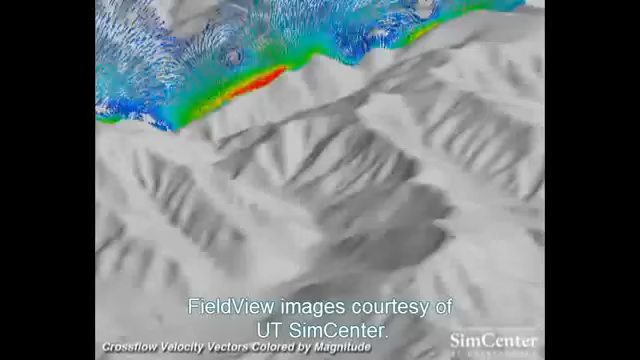 FieldView images courtesy of
UT SimCenter.
Crossflow Velocity Vectors Colored by Magnitude
SimCenter